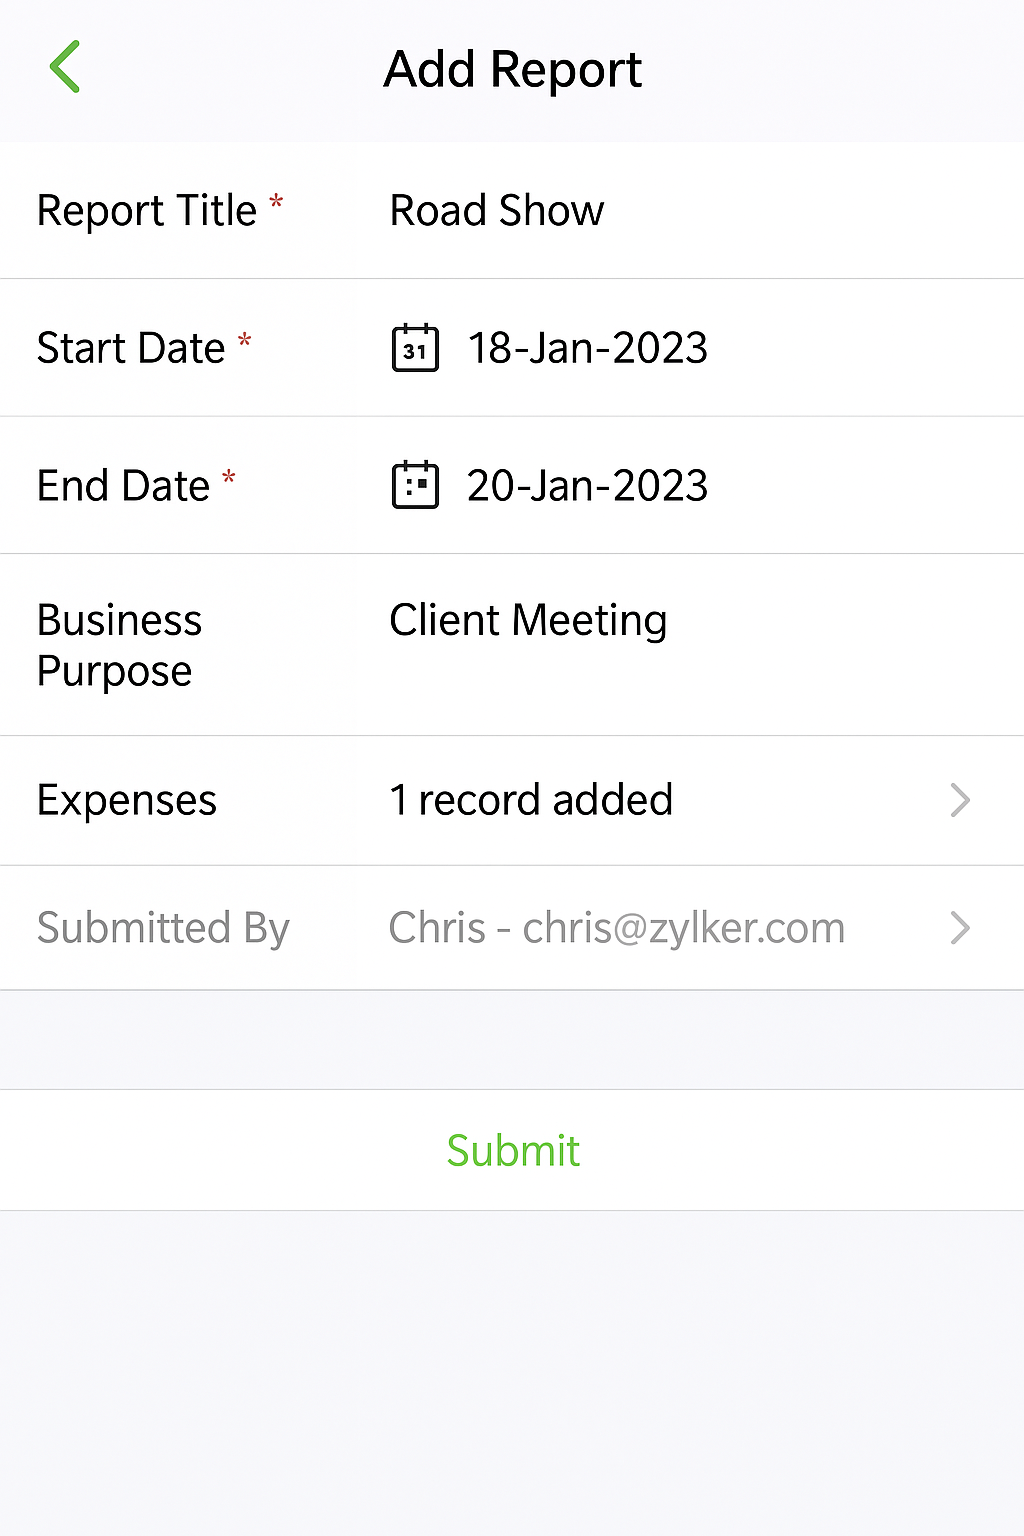 Add Report
Report Title * Road Show
Start Date * 31 18-Jan-2023
End Date * 20-Jan-2023
Business Client Meeting
Purpose
Expenses 1 record added
Submitted By Chris - chris@zylker.com
Submit